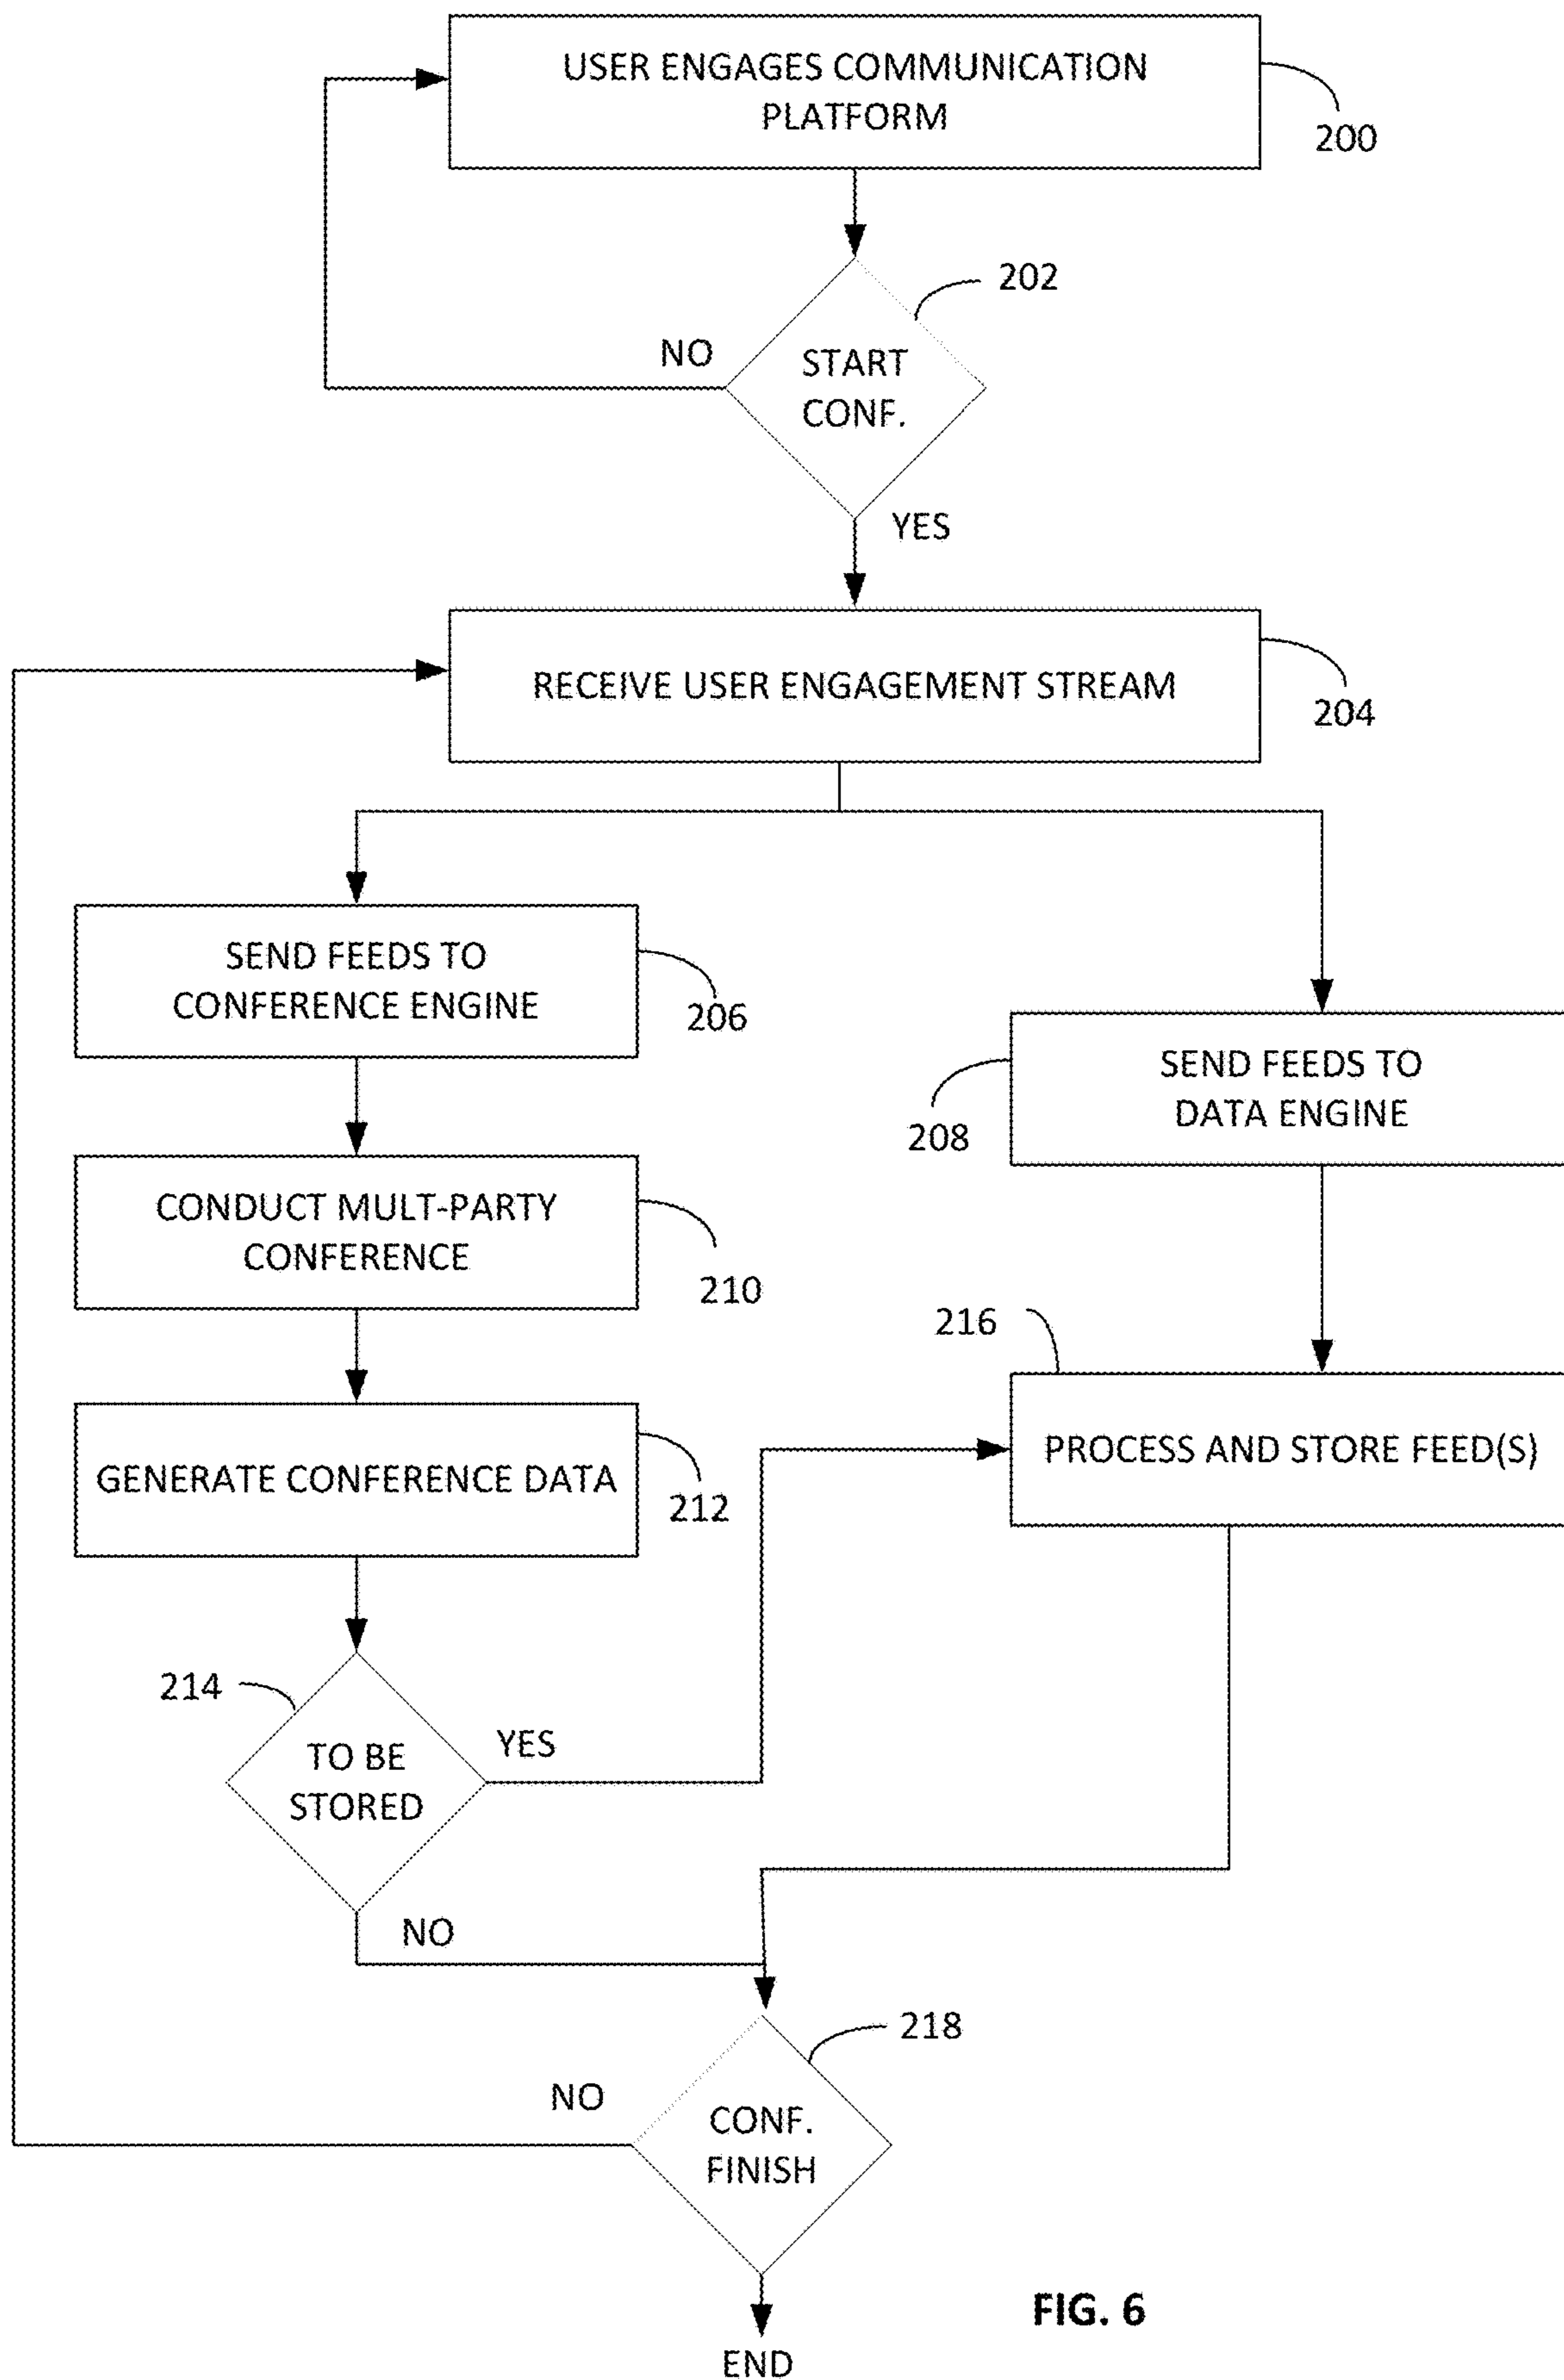 USER ENGAGES COMMUNICATION
PLATFORM
200
202
NO
START
CONF.
YES
RECEIVE USER ENGAGEMENT STREAM
204
SEND FEEDS TO
CONFERENCE ENGINE
206
SEND FEEDS TO
DATA ENGINE
208
CONDUCT MULT-PARTY
CONFERENCE
210
216
PROCESS AND STORE FEED(S)
GENERATE CONFERENCE DATA
212
214
TO BE
STORED
YES
NO
218
NO
CONF.
FINISH
FIG. 6
END